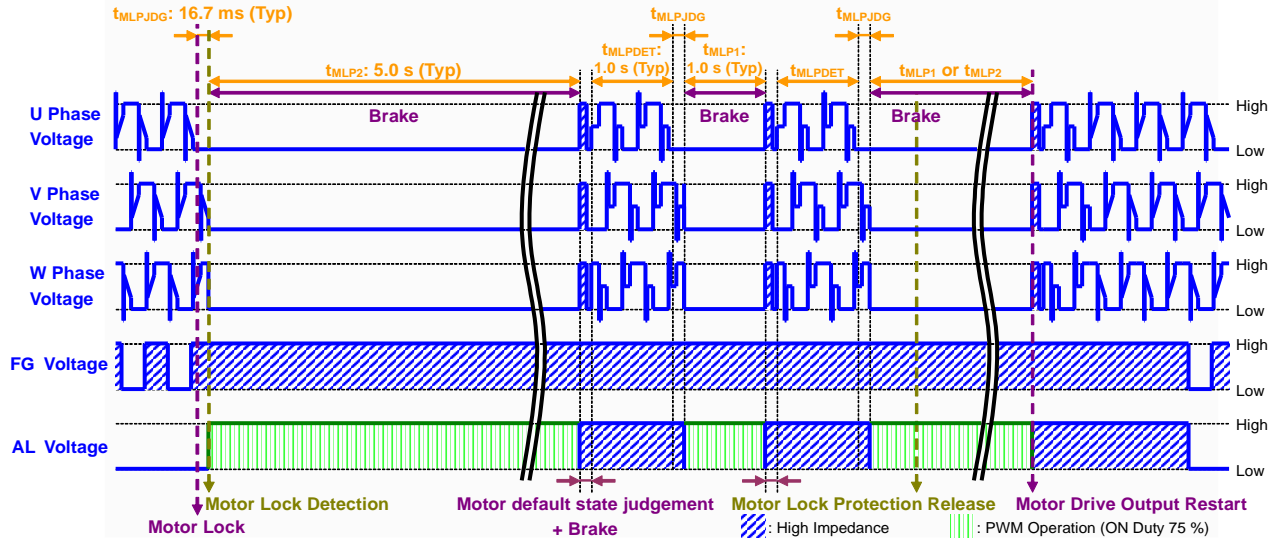 tMLPJDG: 16.7 ms (Typ)
tMLPJDG
tMLPJDG
tMLP2: 5.0 s (Typ)
tMLPDET:
1.0 s (Typ)
tMLP1:
1.0 s (Typ)
tMLPDET
tMLP1 or tMLP2
U Phase
Voltage
Brake
Brake
Brake
High
Low
V Phase
Voltage
High
Low
W Phase
Voltage
High
Low
FG Voltage
High
Low
AL Voltage
High
Low
Motor Lock Detection
Motor default state judgement
+ Brake
Motor Lock Protection Release
Motor Drive Output Restart
Motor Lock
: High Impedance
: PWM Operation (ON Duty 75 %)